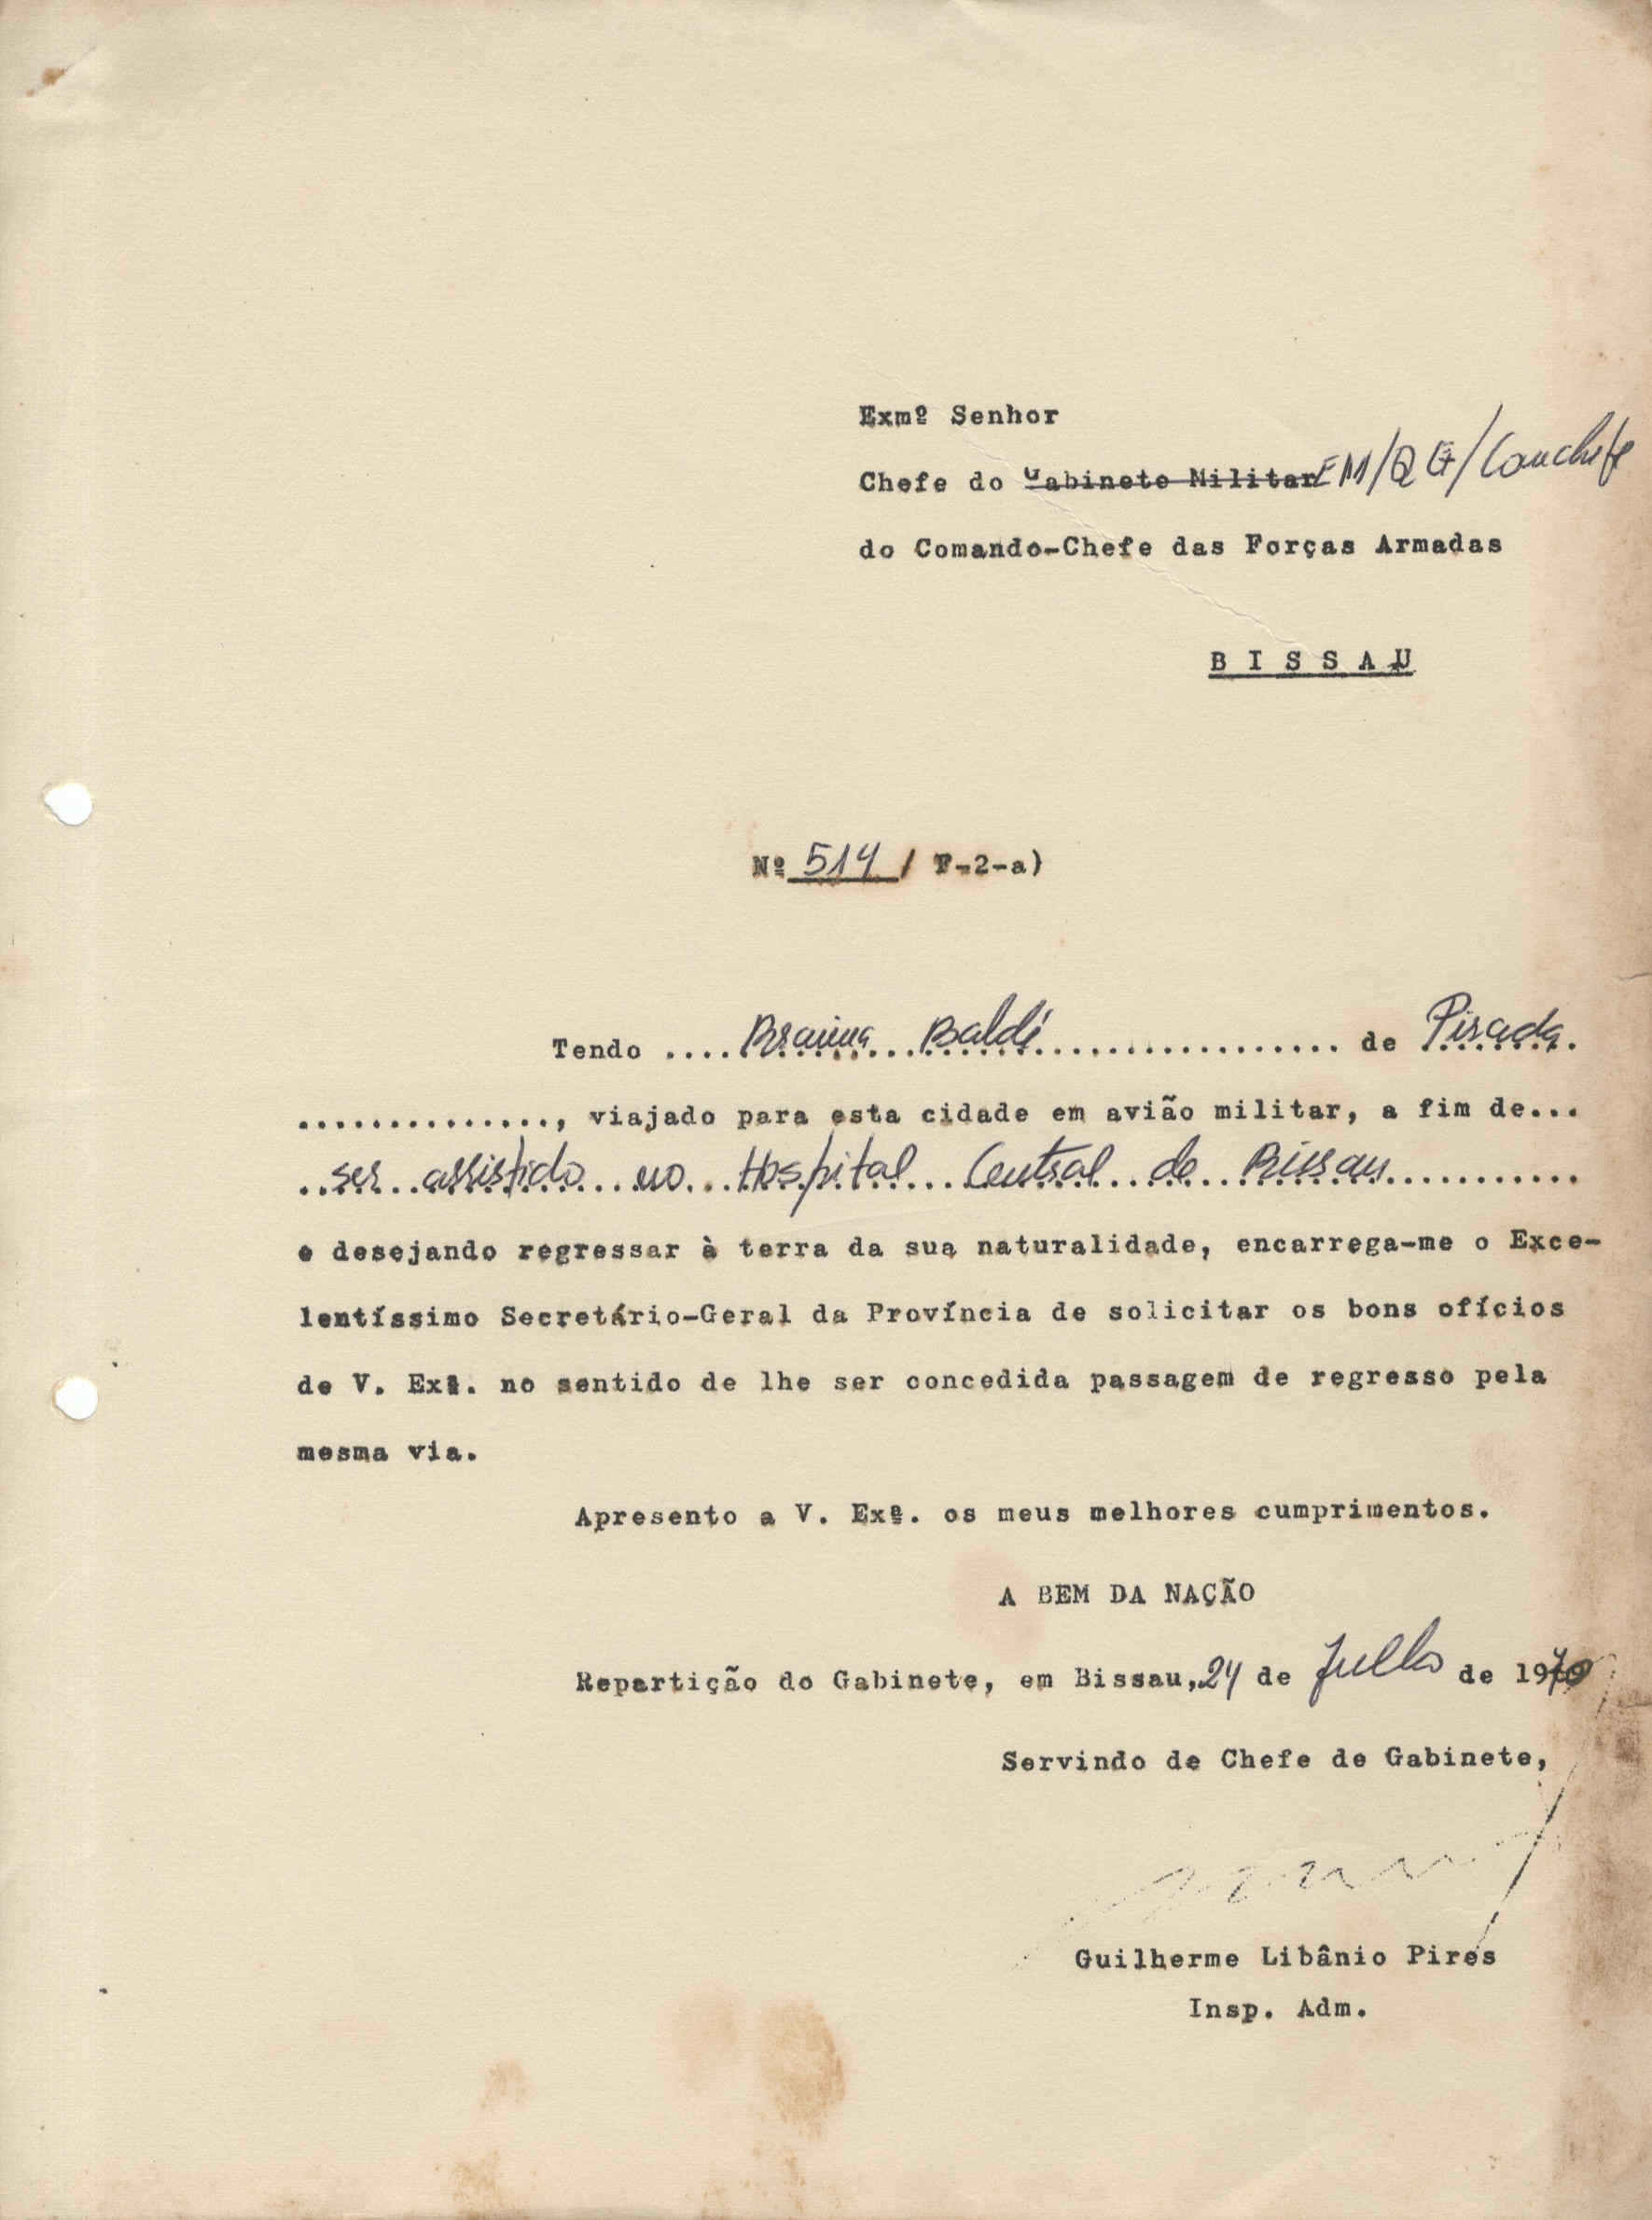 Exmº Senhor
Chefe do Gabinete Militar EM/QG/Comchefe
do Comando-Chefe das Forças Armadas
BISSAU
Nº 514 / F-2-a)
Tendo .... Braima Baldé ................ de Pirada.
.............., viajado para esta cidade em avião militar, a fim de...
..ser assistido no Hospital Central de Bissau...........
e desejando regressar à terra da sua naturalidade, encarrega-me o Exce-
lentíssimo Secretário-Geral da Província de solicitar os bons ofícios
de V. Exª. no sentido de lhe ser concedida passagem de regresso pela
mesma via.
Apresento a V. Exª. os meus melhores cumprimentos.
A BEM DA NAÇÃO
Repartição do Gabinete, em Bissau, 24 de Julho de 1970
Servindo de Chefe de Gabinete,
Guilherme Libânio Pires
Insp. Adm.